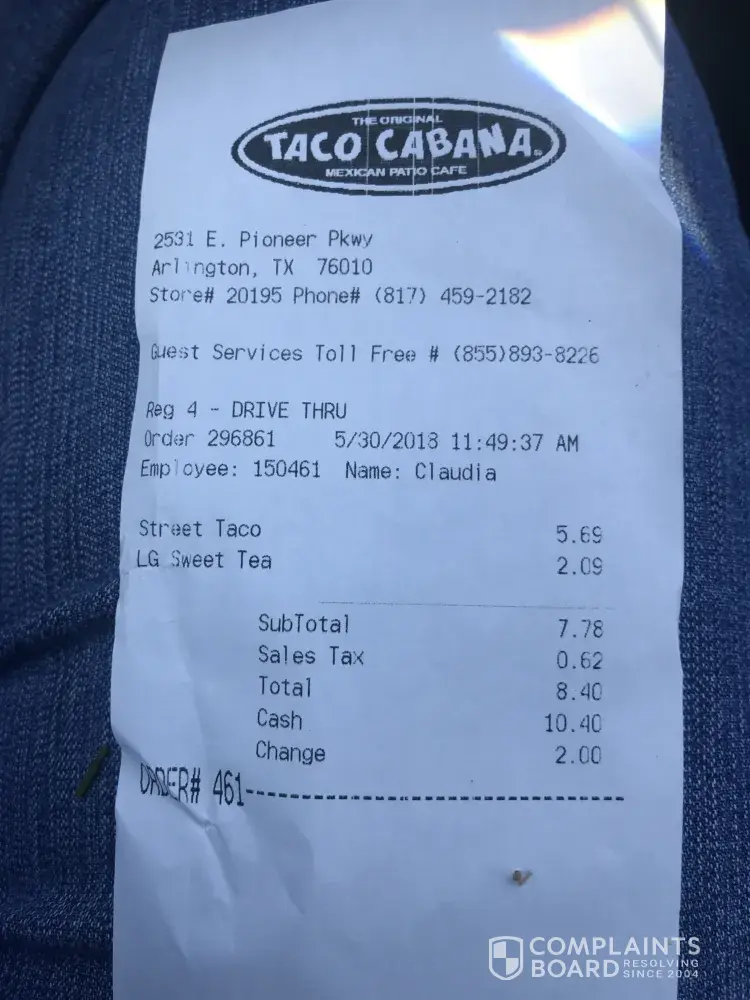 THE ORIGINAL
TACO CABANA®
MEXICAN PATIO CAFE
2531 E. Pioneer Pkwy
Arlington, TX 76010
Store# 20195 Phone# (817) 459-2182
Guest Services Toll Free # (855)893-8226
Reg 4 - DRIVE THRU
Order 296861 5/30/2018 11:49:37 AM
Employee: 150461 Name: Claudia
Street Taco 5.69
LG Sweet Tea 2.09
SubTotal 7.78
Sales Tax 0.62
Total 8.40
Cash 10.40
Change 2.00
ORDER# 461--------------------------------
COMPLAINTS
BOARD RESOLVING
SINCE 2004